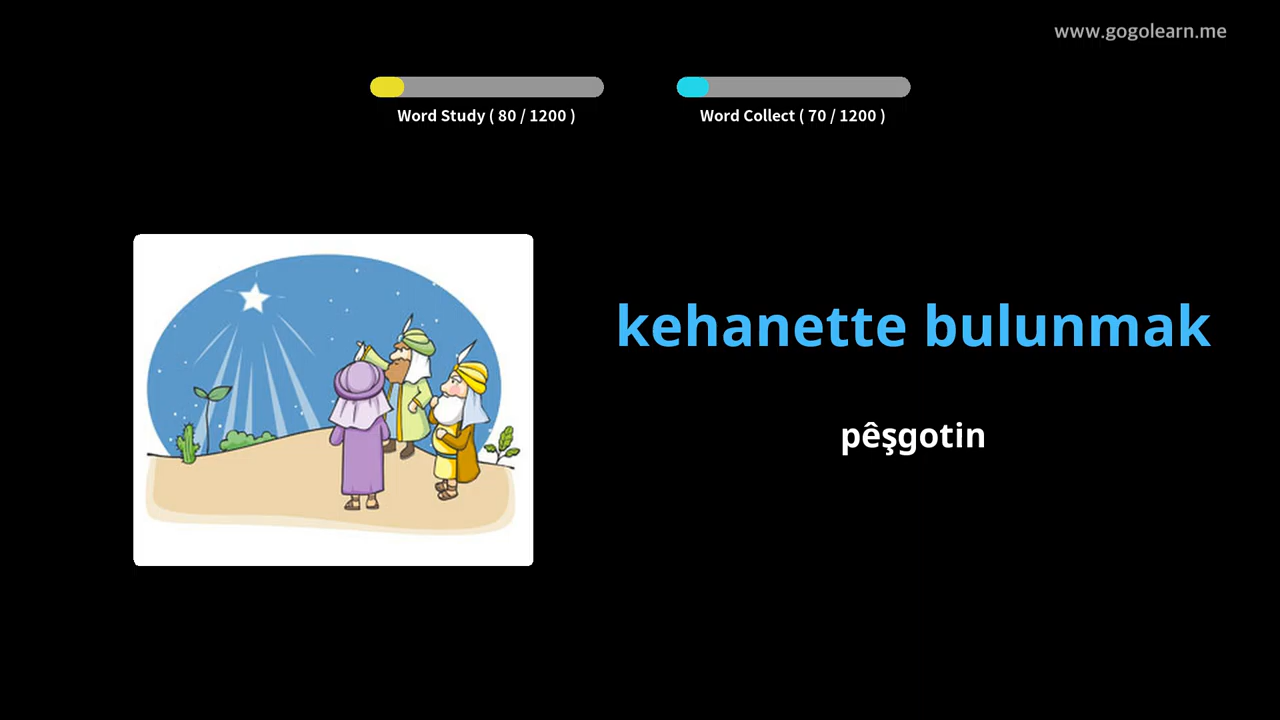 www.gogolearn.me
Word Study ( 80 / 1200 )
Word Collect ( 70 / 1200 )
kehanette bulunmak
pêşgotin